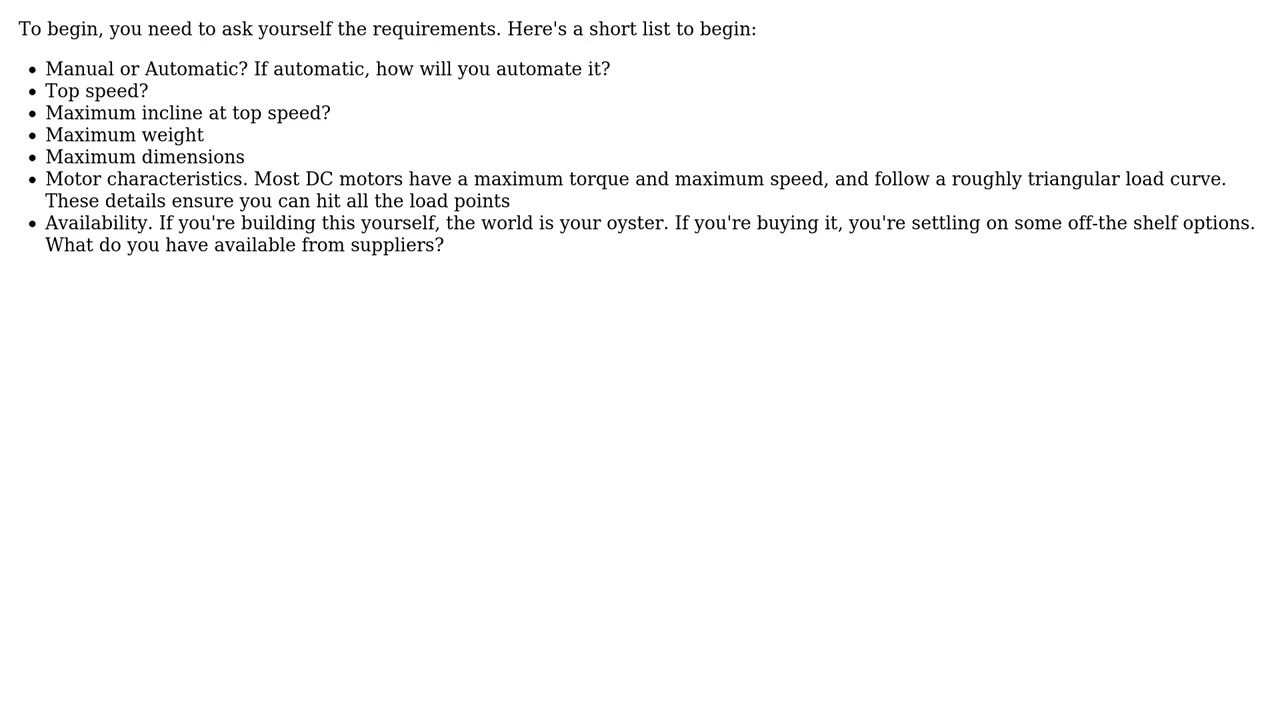 To begin, you need to ask yourself the requirements. Here's a short list to begin:
• Manual or Automatic? If automatic, how will you automate it?
• Top speed?
• Maximum incline at top speed?
• Maximum weight
• Maximum dimensions
• Motor characteristics. Most DC motors have a maximum torque and maximum speed, and follow a roughly triangular load curve.
These details ensure you can hit all the load points
• Availability. If you're building this yourself, the world is your oyster. If you're buying it, you're settling on some off-the shelf options.
What do you have available from suppliers?